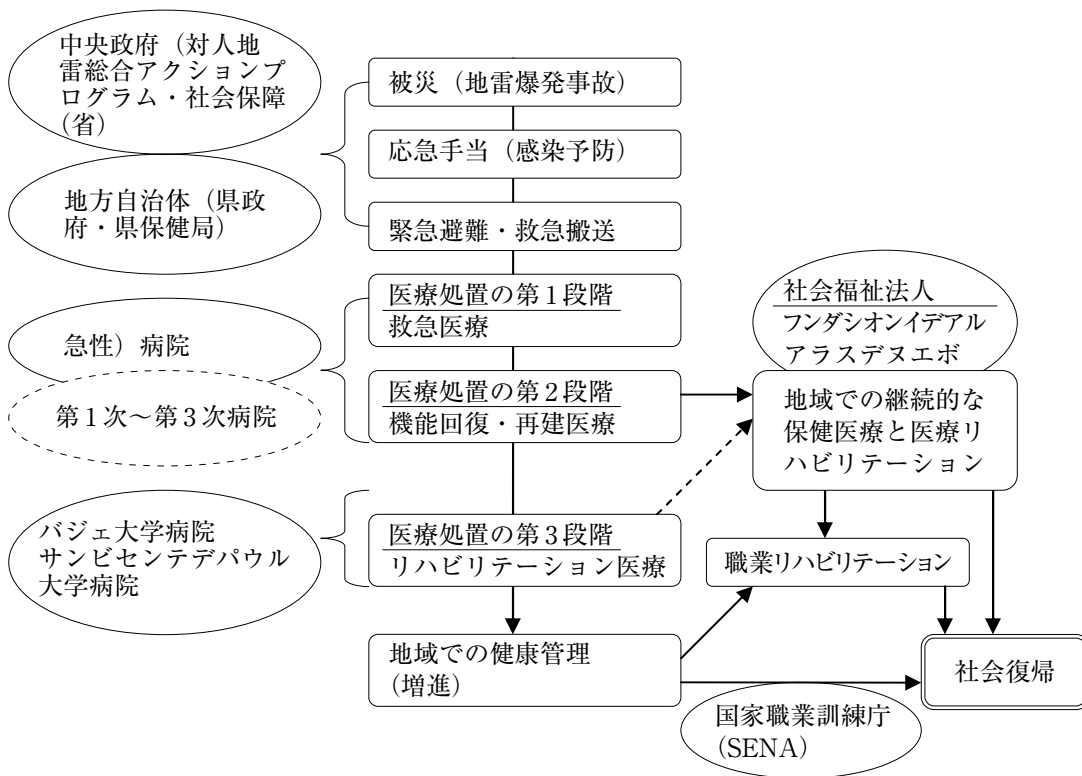 中央政府（対人地
雷総合アクションプ
ログラム・社会保障
(省）
地方自治体（県政
府・県保健局）
急性）病院
第１次～第３次病院
バジェ大学病院
サンビセンテデパウル
大学病院
被災（地雷爆発事故）
応急手当（感染予防）
緊急避難・救急搬送
医療処置の第１段階
救急医療
医療処置の第２段階
機能回復・再建医療
医療処置の第３段階
リハビリテーション医療
地域での健康管理
(増進）
社会福祉法人
フンダシオンイデアル
アラスデヌエボ
地域での継続的な
保健医療と医療リ
ハビリテーション
職業リハビリテーション
社会復帰
国家職業訓練庁
(SENA）